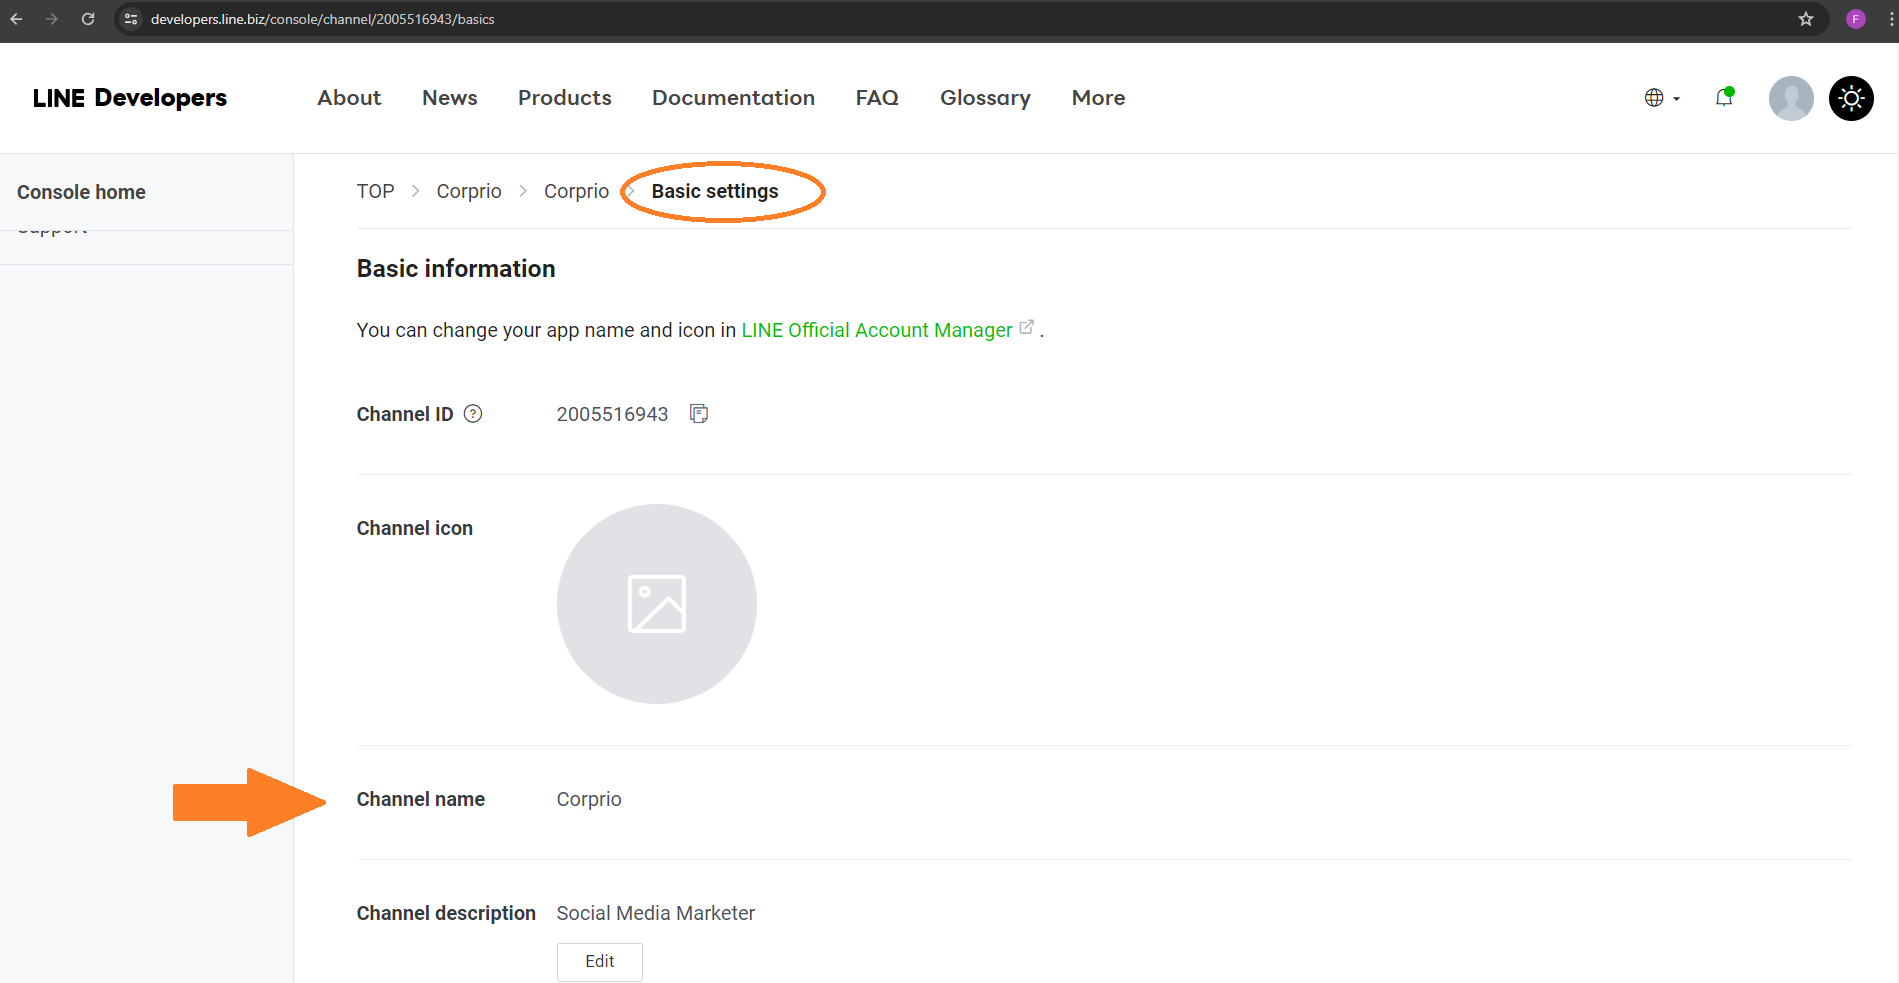 developers.line.biz/console/channel/2005516943/basics
F
LINE Developers
About News Products Documentation FAQ Glossary More
Console home
Support
TOP Corprio Corprio Basic settings
Basic information
You can change your app name and icon in LINE Official Account Manager .
Channel ID ? 2005516943
Channel icon
Channel name Corprio
Channel description Social Media Marketer
Edit